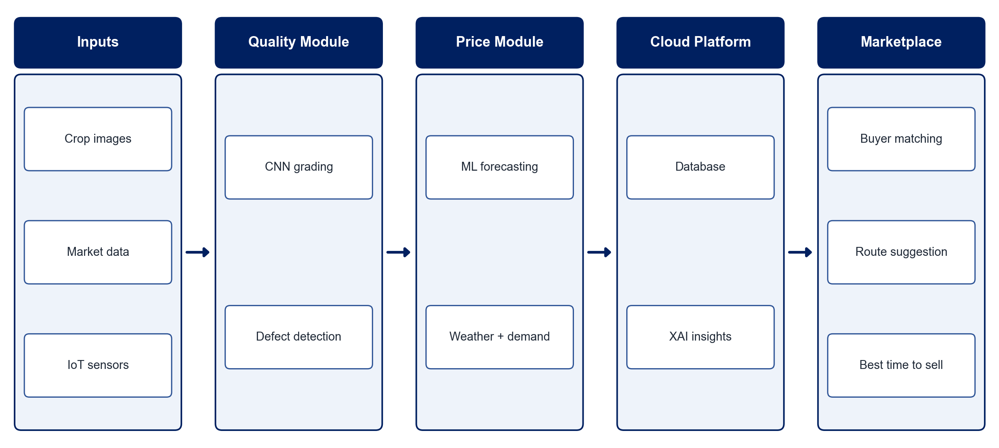 Inputs
Crop images
Market data
IoT sensors
Quality Module
CNN grading
Defect detection
Price Module
ML forecasting
Weather + demand
Cloud Platform
Database
XAI insights
Marketplace
Buyer matching
Route suggestion
Best time to sell